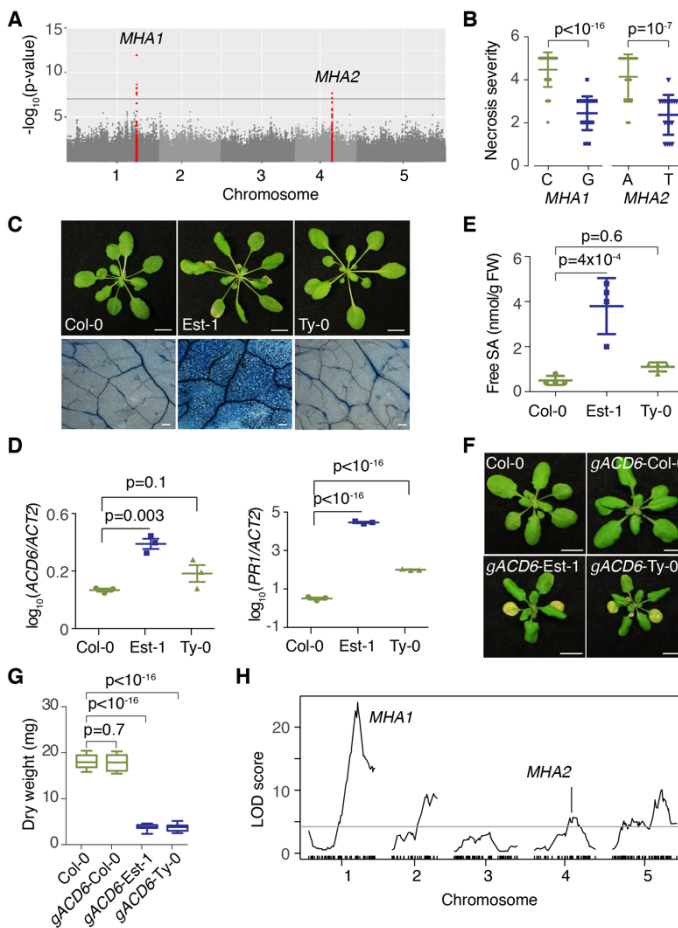 A
-log10(p-value)
15
10
5
MHA1
MHA2
1 2 3 4 5
Chromosome
B
p<10-16 p=10-7
Necrosis severity
6
4
2
0
C G A T
MHA1 MHA2
C
Col-0 Est-1 Ty-0
D
log10(ACD6/ACT2)
0.6
0.2
p=0.1
p=0.003
Col-0 Est-1 Ty-0
log10(PR1/ACT2)
5
2
-1
p<10-16
p<10-16
Col-0 Est-1 Ty-0
E
Free SA (nmol/g FW)
6
4
2
0
p=0.6
p=4x10-4
Col-0 Est-1 Ty-0
F
Col-0 gACD6-Col-0
gACD6-Est-1 gACD6-Ty-0
G
Dry weight (mg)
30
20
10
0
p<10-16
p<10-16
p=0.7
Col-0
gACD6-Col-0
gACD6-Est-1
gACD6-Ty-0
H
LOD score
20
10
0
MHA1
MHA2
1 2 3 4 5
Chromosome